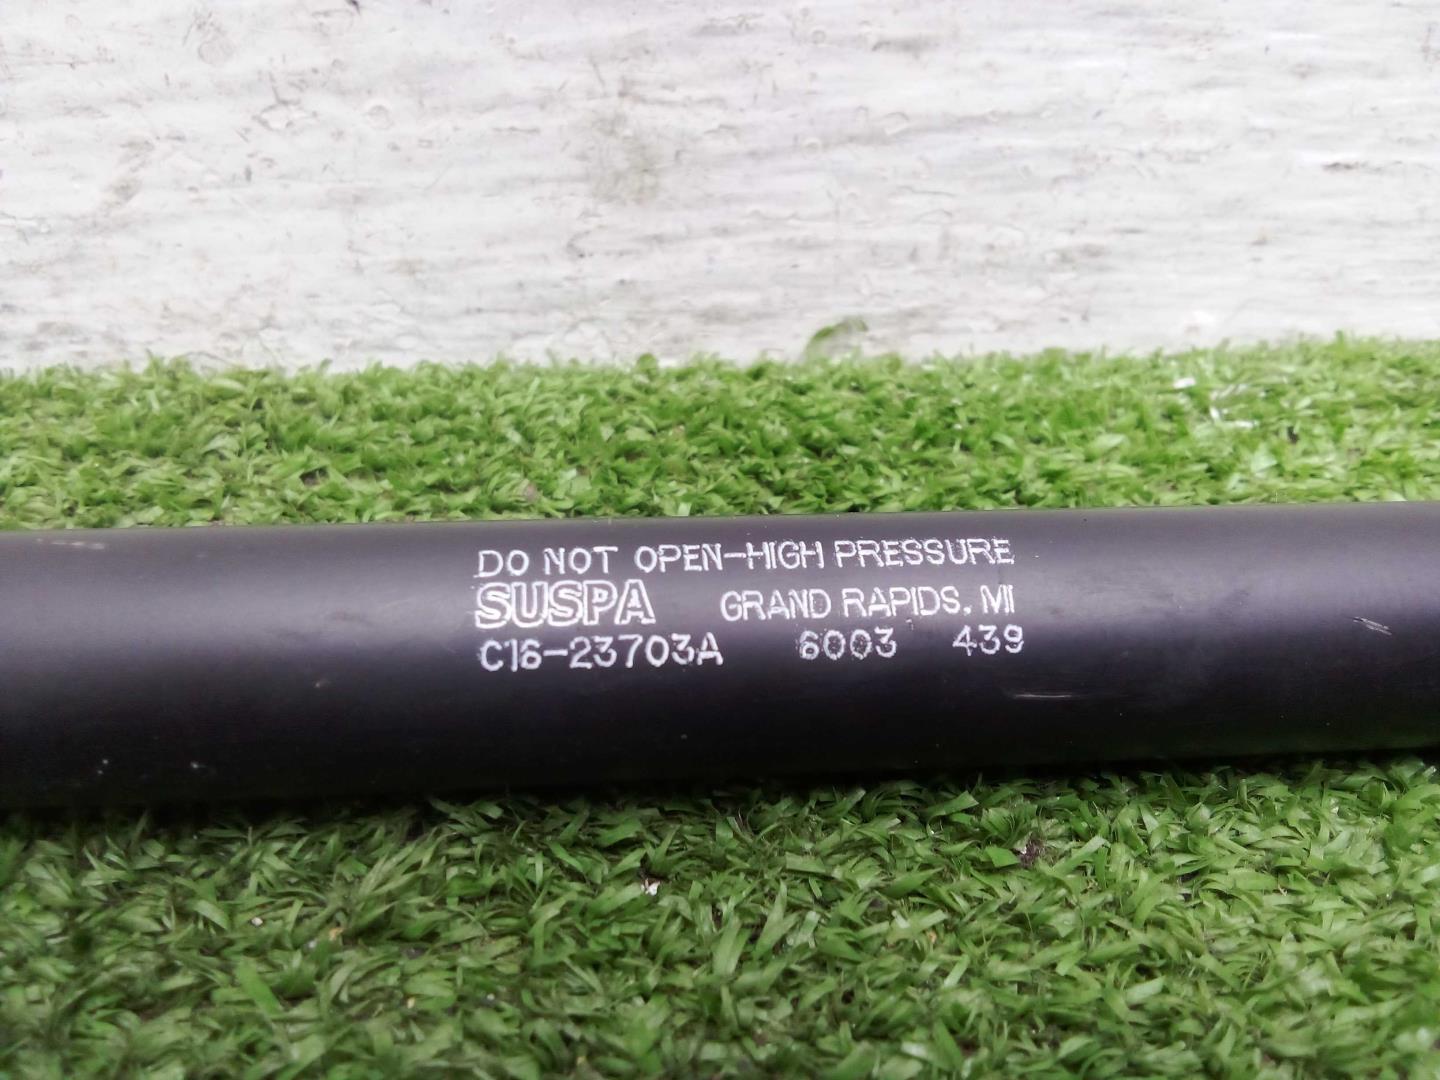 DO NOT OPEN-HIGH PRESSURE
SUSPA GRAND RAPIDS, MI
C16-23703A 6003 439